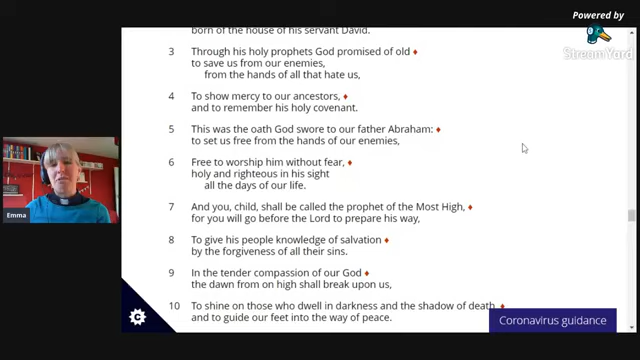 born of the house of his servant David.
Powered by
StreamYard
3 Through his holy prophets God promised of old ♦
to save us from our enemies,
from the hands of all that hate us,
4 To show mercy to our ancestors, ♦
and to remember his holy covenant.
5 This was the oath God swore to our father Abraham: ♦
to set us free from the hands of our enemies,
6 Free to worship him without fear, ♦
holy and righteous in his sight
all the days of our life.
7 And you, child, shall be called the prophet of the Most High, ♦
for you will go before the Lord to prepare his way,
8 To give his people knowledge of salvation ♦
by the forgiveness of all their sins.
9 In the tender compassion of our God ♦
the dawn from on high shall break upon us,
10 To shine on those who dwell in darkness and the shadow of death, ♦
and to guide our feet into the way of peace.
Emma
Coronavirus guidance